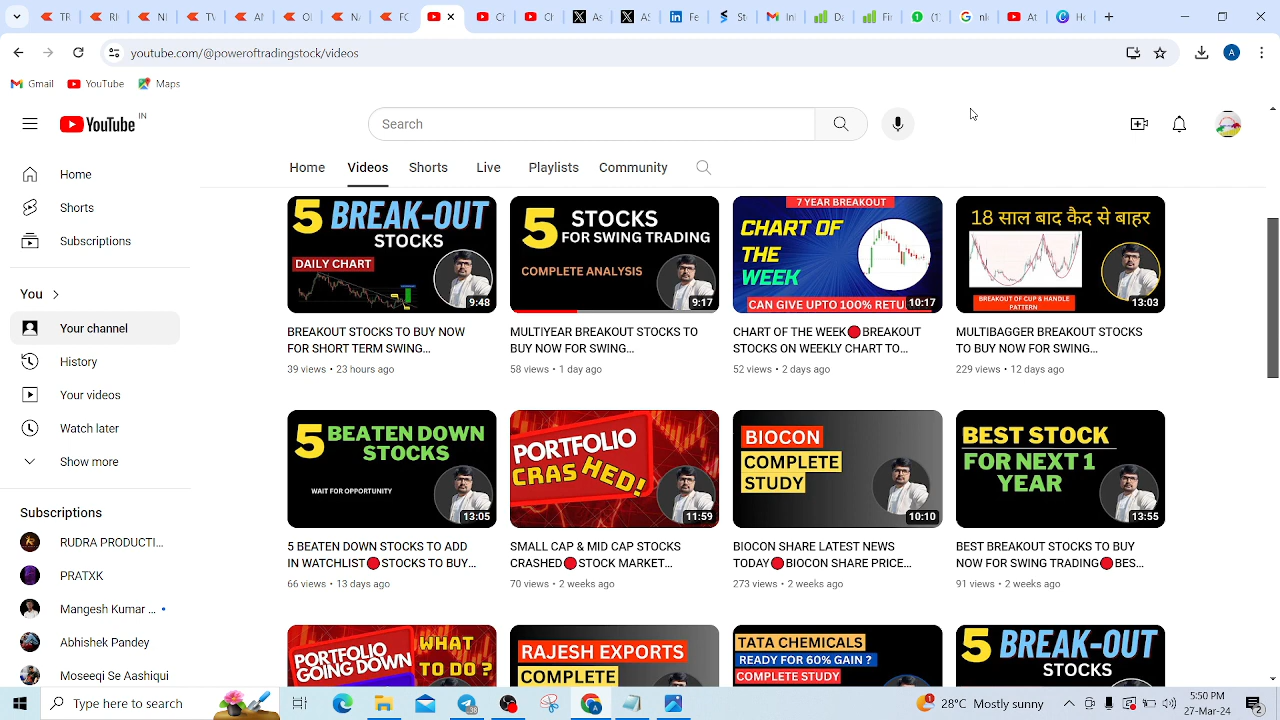 youtube.com/@poweroftradingstock/videos
Gmail YouTube Maps
YouTube IN
Search
Home Videos Shorts Live Playlists Community
Home
Shorts
Subscriptions
You
Your channel
History
Your videos
Watch later
Show more
Subscriptions
RUDRA PRODUCTI...
PRATXK
Mangesh Kumar ...
Abhishek Pandey
5 BREAK-OUT
STOCKS
DAILY CHART
9:48
BREAKOUT STOCKS TO BUY NOW
FOR SHORT TERM SWING...
39 views • 23 hours ago
5 STOCKS
FOR SWING TRADING
COMPLETE ANALYSIS
9:17
MULTIYEAR BREAKOUT STOCKS TO
BUY NOW FOR SWING...
58 views • 1 day ago
7 YEAR BREAKOUT
CHART OF
THE
WEEK
CAN GIVE UPTO 100% RETU
10:17
CHART OF THE WEEK🔴BREAKOUT
STOCKS ON WEEKLY CHART TO...
52 views • 2 days ago
18 साल बाद कैद से बाहर
BREAKOUT OF CUP & HANDLE
PATTERN
13:03
MULTIBAGGER BREAKOUT STOCKS
TO BUY NOW FOR SWING...
229 views • 12 days ago
5 BEATEN DOWN
STOCKS
WAIT FOR OPPORTUNITY
13:05
5 BEATEN DOWN STOCKS TO ADD
IN WATCHLIST🔴STOCKS TO BUY...
66 views • 13 days ago
PORTFOLIO
CRASHED!
11:59
SMALL CAP & MID CAP STOCKS
CRASHED🔴STOCK MARKET...
70 views • 2 weeks ago
BIOCON
COMPLETE
STUDY
10:10
BIOCON SHARE LATEST NEWS
TODAY🔴BIOCON SHARE PRICE...
273 views • 2 weeks ago
BEST STOCK
FOR NEXT 1
YEAR
13:55
BEST BREAKOUT STOCKS TO BUY
NOW FOR SWING TRADING🔴BES...
91 views • 2 weeks ago
PORTFOLIO
GOING DOWN
WHAT
TO DO ?
RAJESH EXPORTS
COMPLETE
TATA CHEMICALS
READY FOR 60% GAIN ?
COMPLETE STUDY
5 BREAK-OUT
STOCKS
Type here to search
28°C Mostly sunny
5:50 PM
27-Mar-24